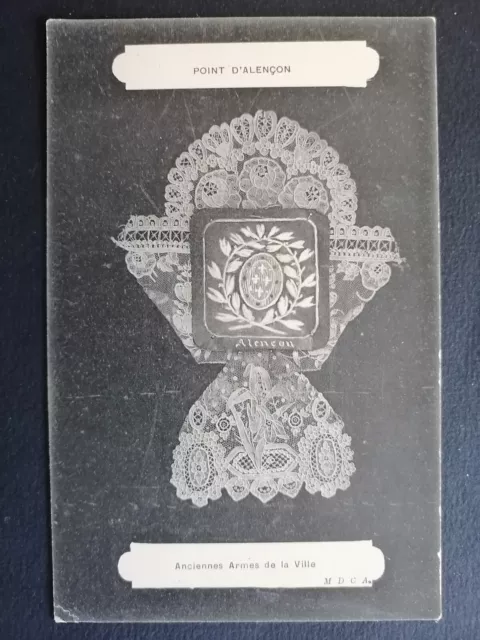 POINT D'ALENÇON
Alençon
Anciennes Armes de la Ville
M D C A.